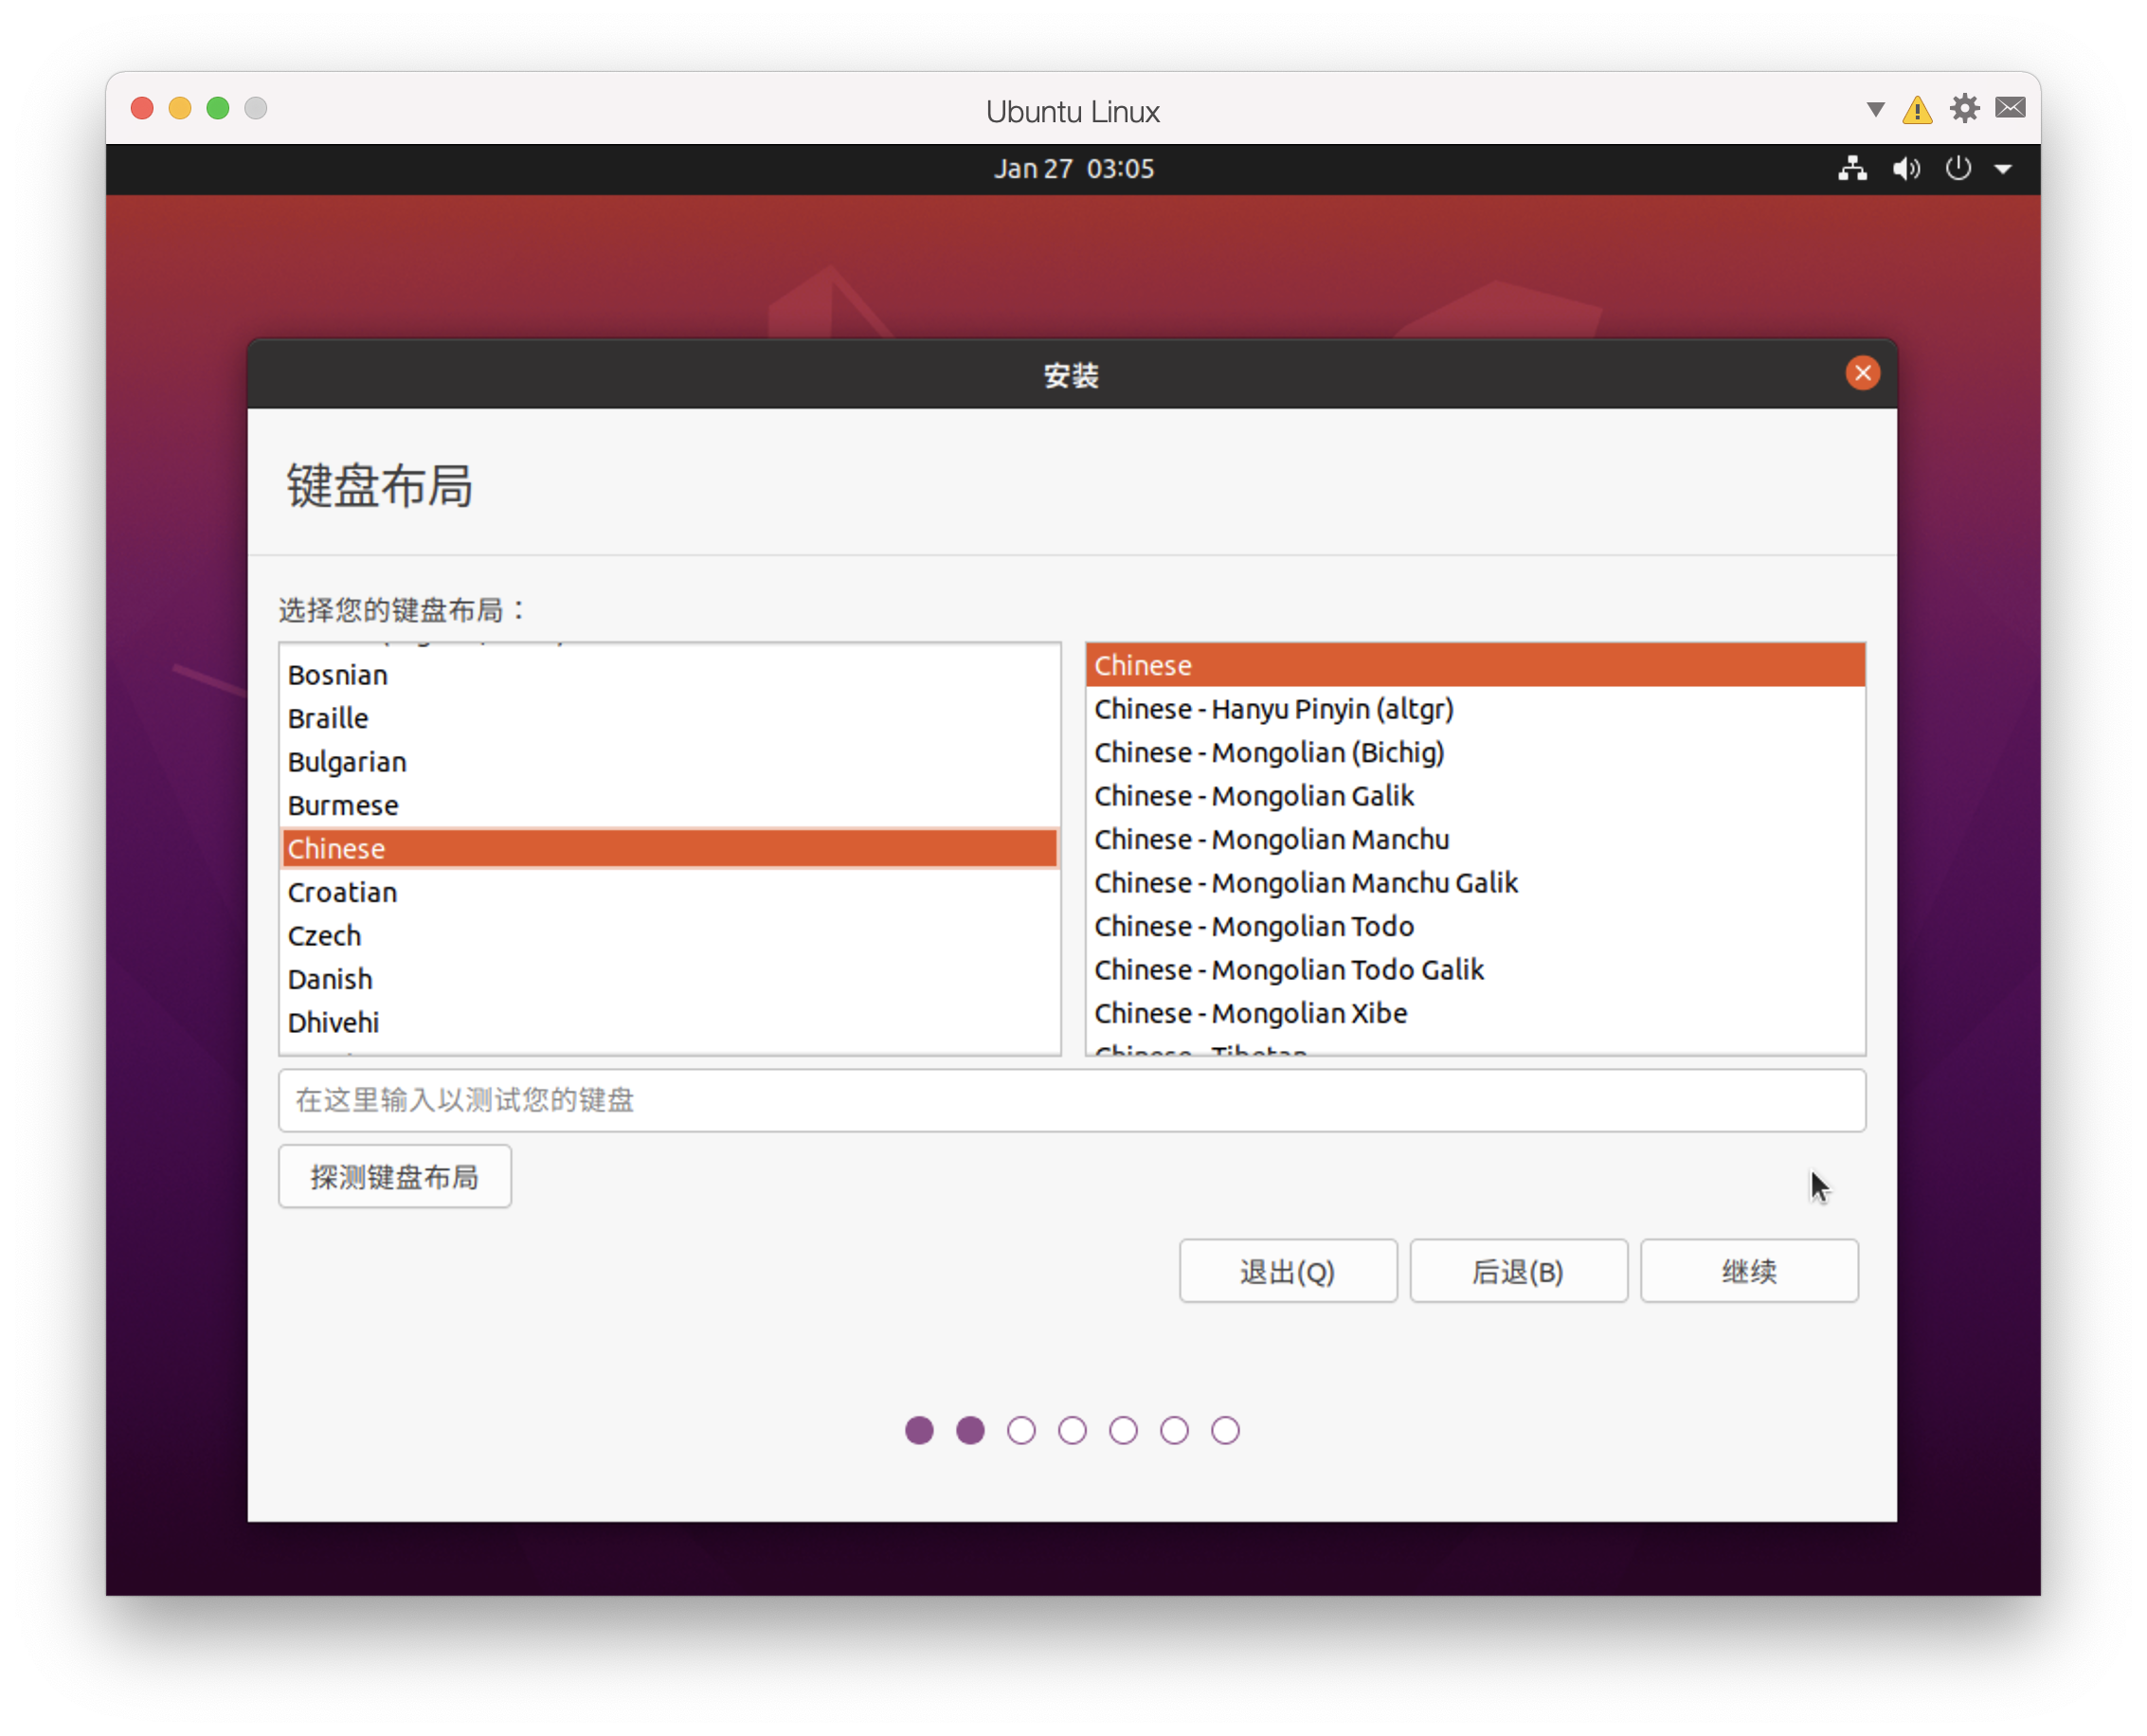 Ubuntu Linux
Jan 27 03:05
安装
键盘布局
选择您的键盘布局：
Bosnian
Braille
Bulgarian
Burmese
Chinese
Croatian
Czech
Danish
Dhivehi
Chinese
Chinese - Hanyu Pinyin (altgr)
Chinese - Mongolian (Bichig)
Chinese - Mongolian Galik
Chinese - Mongolian Manchu
Chinese - Mongolian Manchu Galik
Chinese - Mongolian Todo
Chinese - Mongolian Todo Galik
Chinese - Mongolian Xibe
Chinese - Tibetan
在这里输入以测试您的键盘
探测键盘布局
退出(Q)
后退(B)
继续